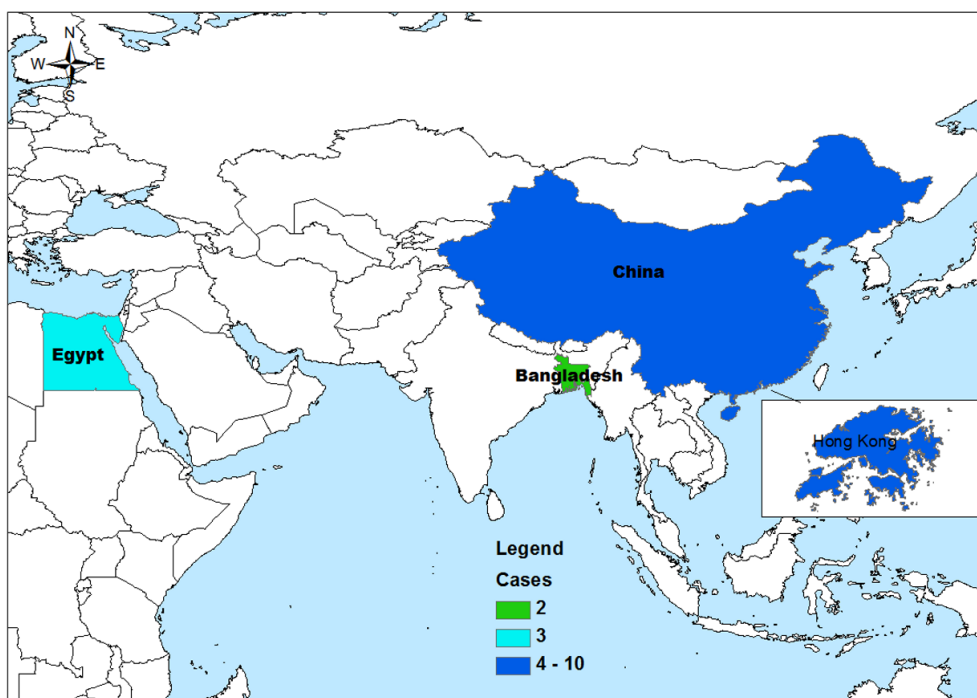 N
W E
S
China
Egypt
Bangladesh
Hong Kong
Legend
Cases
2
3
4 - 10